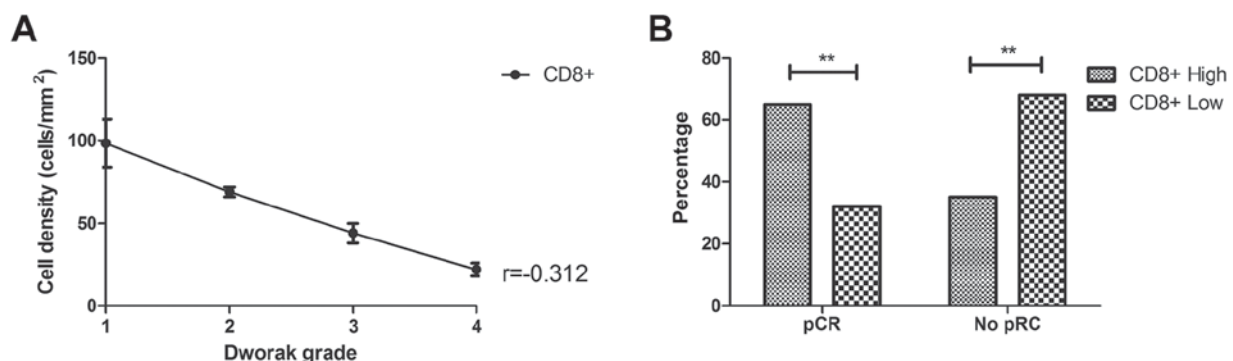 A
150
100
50
0
Cell density (cells/mm²)
1 2 3 4
Dworak grade
CD8+
r=-0.312
B
80
60
40
20
0
Percentage
** **
pCR No pRC
CD8+ High
CD8+ Low